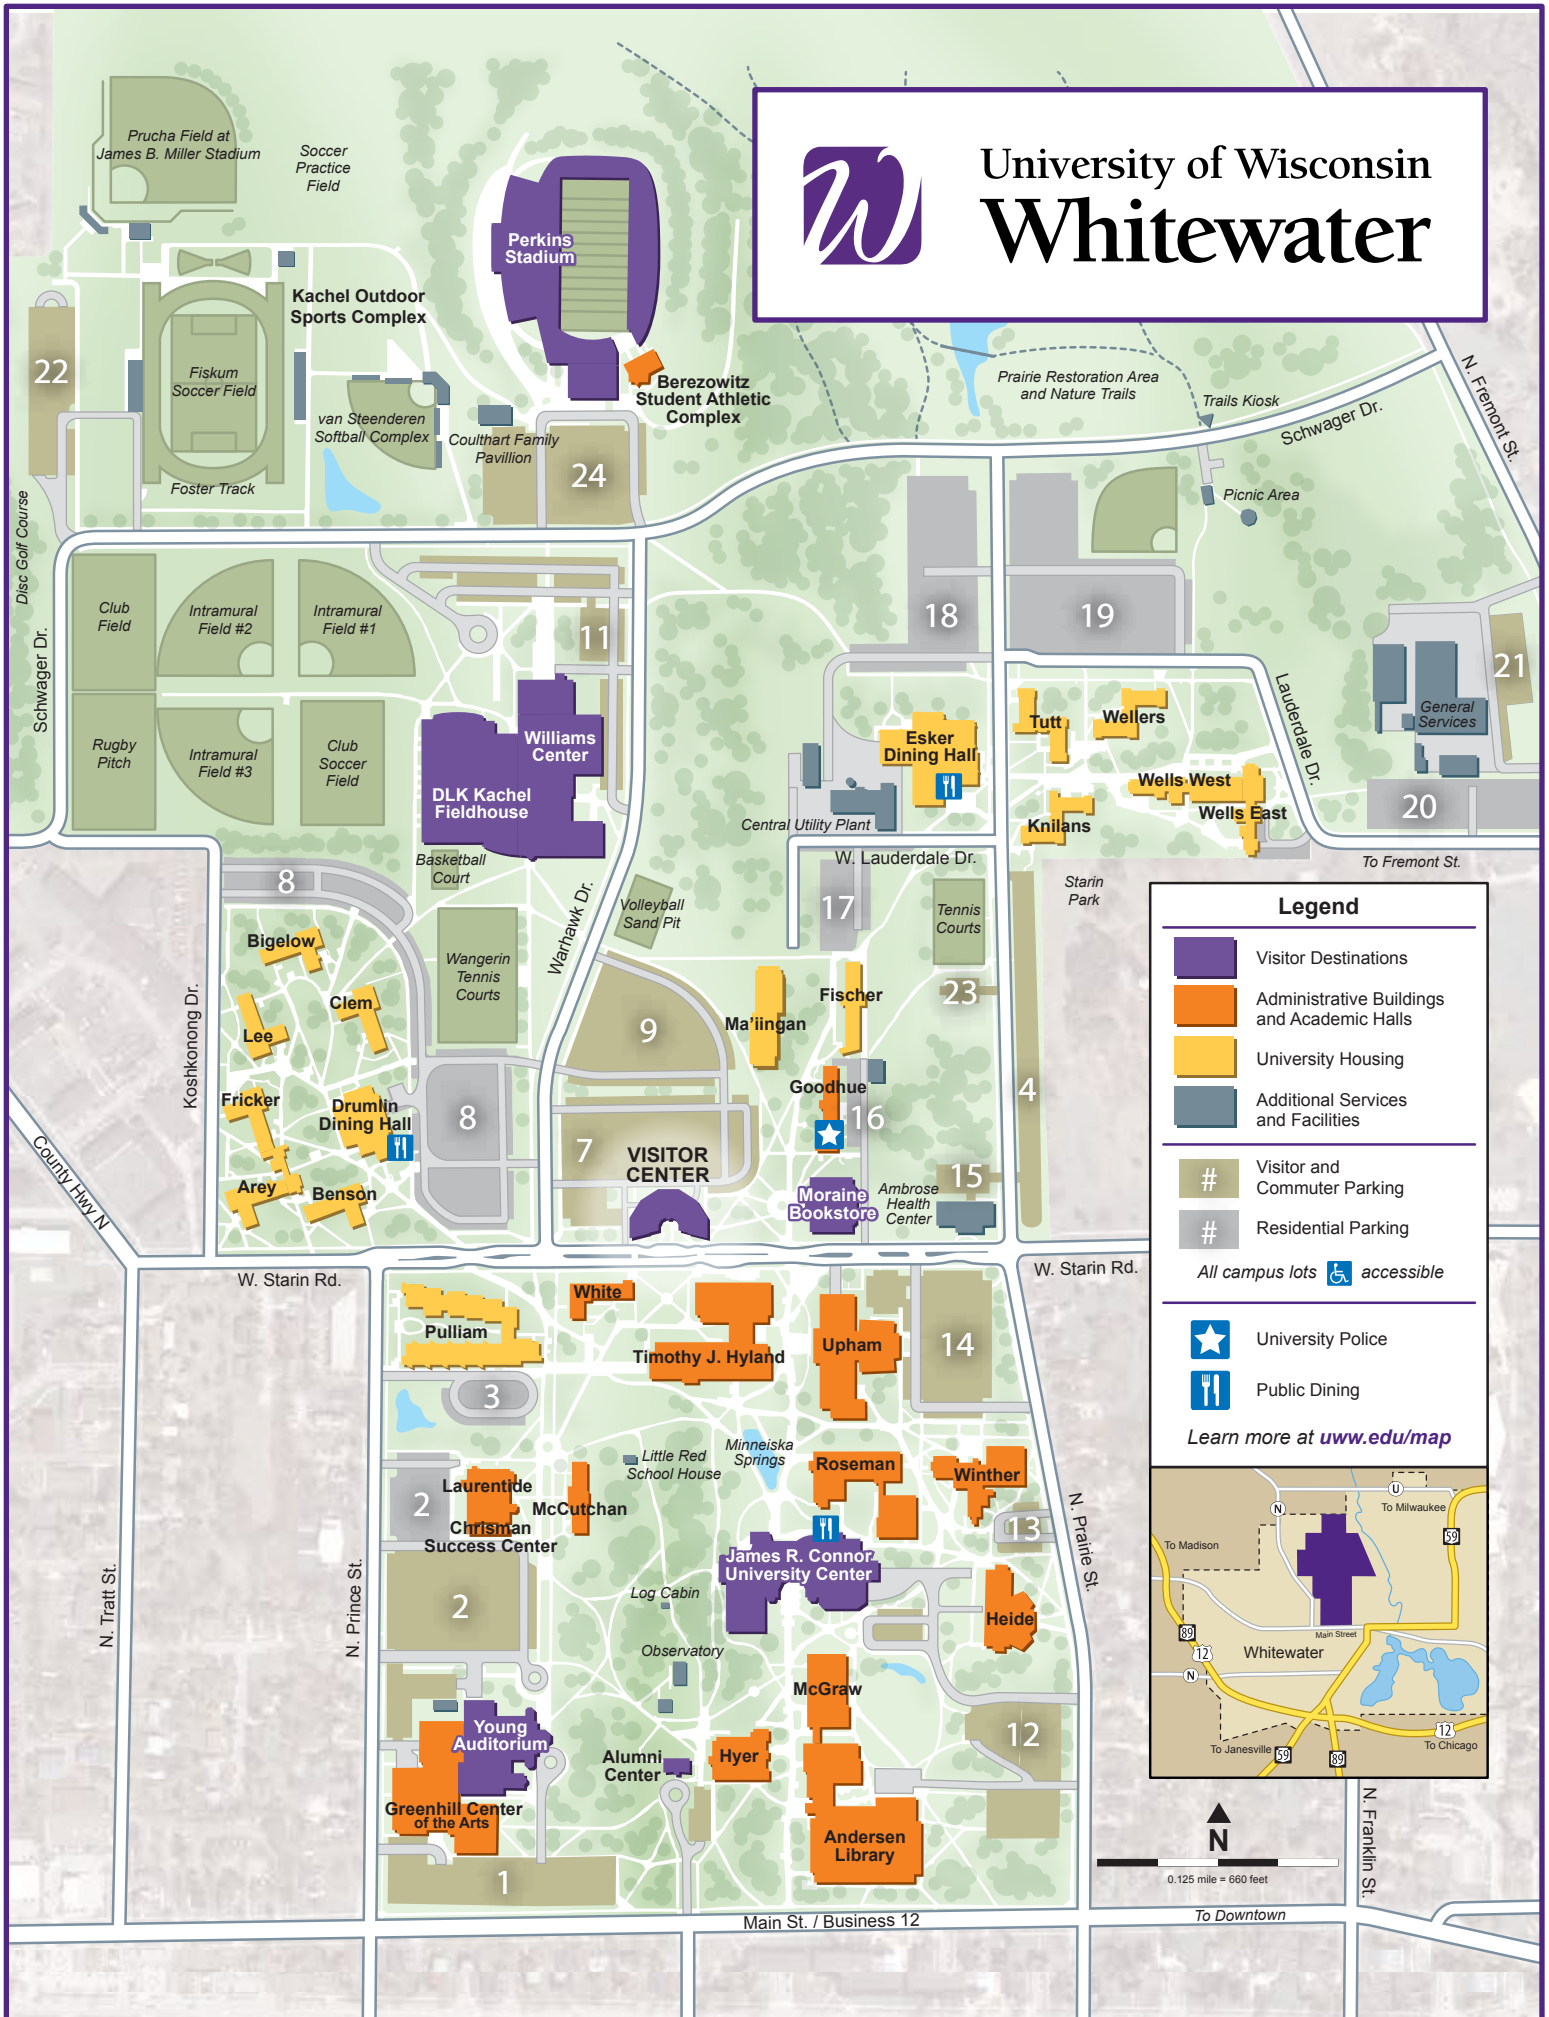 University of Wisconsin
Whitewater
Prucha Field at
James B. Miller Stadium
Soccer
Practice
Field
Perkins
Stadium
Kachel Outdoor
Sports Complex
22
Fiskum
Soccer Field
van Steenderen
Softball Complex
Coulthart Family
Pavillion
Berezowitz
Student Athletic
Complex
Prairie Restoration Area
and Nature Trails
Trails Kiosk
Schwager Dr.
N. Fremont St.
Foster Track
24
Picnic Area
Disc Golf Course
Schwager Dr.
Club
Field
Intramural
Field #2
Intramural
Field #1
11
18
19
21
General
Services
Rugby
Pitch
Intramural
Field #3
Club
Soccer
Field
Williams
Center
DLK Kachel
Fieldhouse
Esker
Dining Hall
Tutt
Wellers
Lauderdale Dr.
Wells West
Wells East
Knilans
20
Central Utility Plant
W. Lauderdale Dr.
To Fremont St.
Basketball
Court
8
Warhawk Dr.
Volleyball
Sand Pit
17
Tennis
Courts
Starin
Park
Bigelow
Wangerin
Tennis
Courts
Clem
Lee
Koshkonong Dr.
9
Ma'iingan
Fischer
23
4
Fricker
Drumlin
Dining Hall
8
Goodhue
16
7
VISITOR
CENTER
Arey
Benson
Moraine
Bookstore
Ambrose
Health
Center
15
County Hwy N
W. Starin Rd.
W. Starin Rd.
Legend
Visitor Destinations
Administrative Buildings
and Academic Halls
University Housing
Additional Services
and Facilities
#
Visitor and
Commuter Parking
#
Residential Parking
All campus lots
accessible
University Police
Public Dining
Learn more at uww.edu/map
White
Pulliam
Timothy J. Hyland
Upham
14
3
Little Red
School House
Minneiska
Springs
Roseman
Winther
2
Laurentide
McCutchan
Chrisman
Success Center
13
N. Prairie St.
James R. Connor
University Center
2
Log Cabin
Heide
N. Tratt St.
N. Prince St.
Observatory
McGraw
Young
Auditorium
12
Alumni
Center
Hyer
Greenhill Center
of the Arts
Andersen
Library
1
Main St. / Business 12
N
U
To Milwaukee
59
To Madison
Main Street
89
12
Whitewater
N
12
To Janesville
59
89
To Chicago
N
0.125 mile = 660 feet
N. Franklin St.
To Downtown